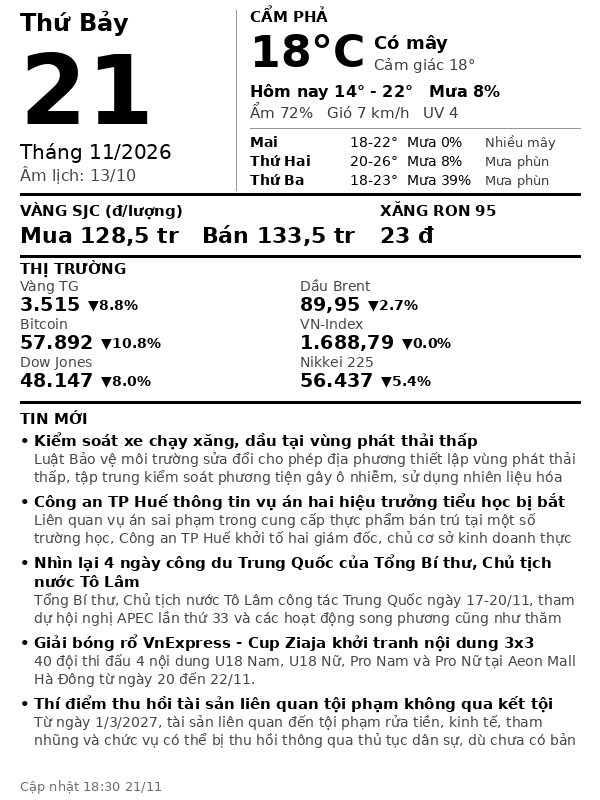 Thứ Bảy
21
Tháng 11/2026
Âm lịch: 13/10
CẨM PHẢ
18°C Có mây
Cảm giác 18°
Hôm nay 14° - 22° Mưa 8%
Ẩm 72% Gió 7 km/h UV 4
Mai 18-22° Mưa 0% Nhiều mây
Thứ Hai 20-26° Mưa 8% Mưa phùn
Thứ Ba 18-23° Mưa 39% Mưa phùn
VÀNG SJC (đ/lượng)
Mua 128,5 tr Bán 133,5 tr
XĂNG RON 95
23 đ
THỊ TRƯỜNG
Vàng TG
3.515 ▼8.8%
Dầu Brent
89,95 ▼2.7%
Bitcoin
57.892 ▼10.8%
VN-Index
1.688,79 ▼0.0%
Dow Jones
48.147 ▼8.0%
Nikkei 225
56.437 ▼5.4%
TIN MỚI
• Kiểm soát xe chạy xăng, dầu tại vùng phát thải thấp
Luật Bảo vệ môi trường sửa đổi cho phép địa phương thiết lập vùng phát thải
thấp, tập trung kiểm soát phương tiện gây ô nhiễm, sử dụng nhiên liệu hóa
• Công an TP Huế thông tin vụ án hai hiệu trưởng tiểu học bị bắt
Liên quan vụ án sai phạm trong cung cấp thực phẩm bán trú tại một số
trường học, Công an TP Huế khởi tố hai giám đốc, chủ cơ sở kinh doanh thực
• Nhìn lại 4 ngày công du Trung Quốc của Tổng Bí thư, Chủ tịch
nước Tô Lâm
Tổng Bí thư, Chủ tịch nước Tô Lâm công tác Trung Quốc ngày 17-20/11, tham
dự hội nghị APEC lần thứ 33 và các hoạt động song phương cũng như thăm
• Giải bóng rổ VnExpress - Cup Ziaja khởi tranh nội dung 3x3
40 đội thi đấu 4 nội dung U18 Nam, U18 Nữ, Pro Nam và Pro Nữ tại Aeon Mall
Hà Đông từ ngày 20 đến 22/11.
• Thí điểm thu hồi tài sản liên quan tội phạm không qua kết tội
Từ ngày 1/3/2027, tài sản liên quan đến tội phạm rửa tiền, kinh tế, tham
nhũng và chức vụ có thể bị thu hồi thông qua thủ tục dân sự, dù chưa có bản
Cập nhật 18:30 21/11